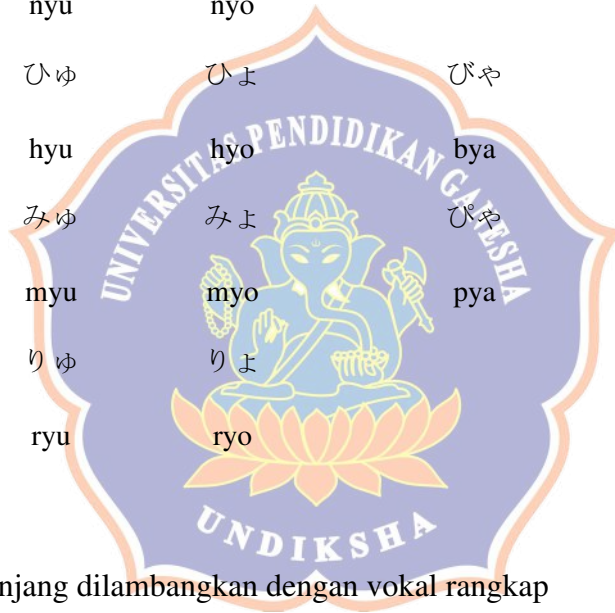 nyu nyo
ひゅ ひょ びゃ
UNIVERSITAS PENDIDIKAN GANESHA
hyu hyo bya
みゅ みょ ぴゃ
myu myo pya
りゅ りょ
ryu ryo
UNDIKSHA
njang dilambangkan dengan vokal rangkap